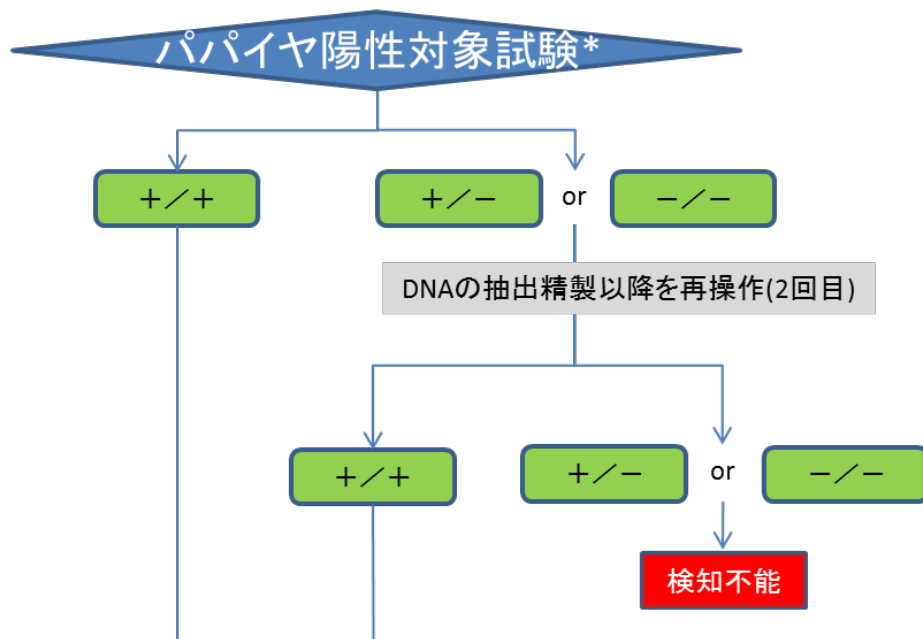 パパイヤ陽性対象試験*
+/+
+/- or -/-
DNAの抽出精製以降を再操作(2回目)
+/+
+/- or -/-
検知不能